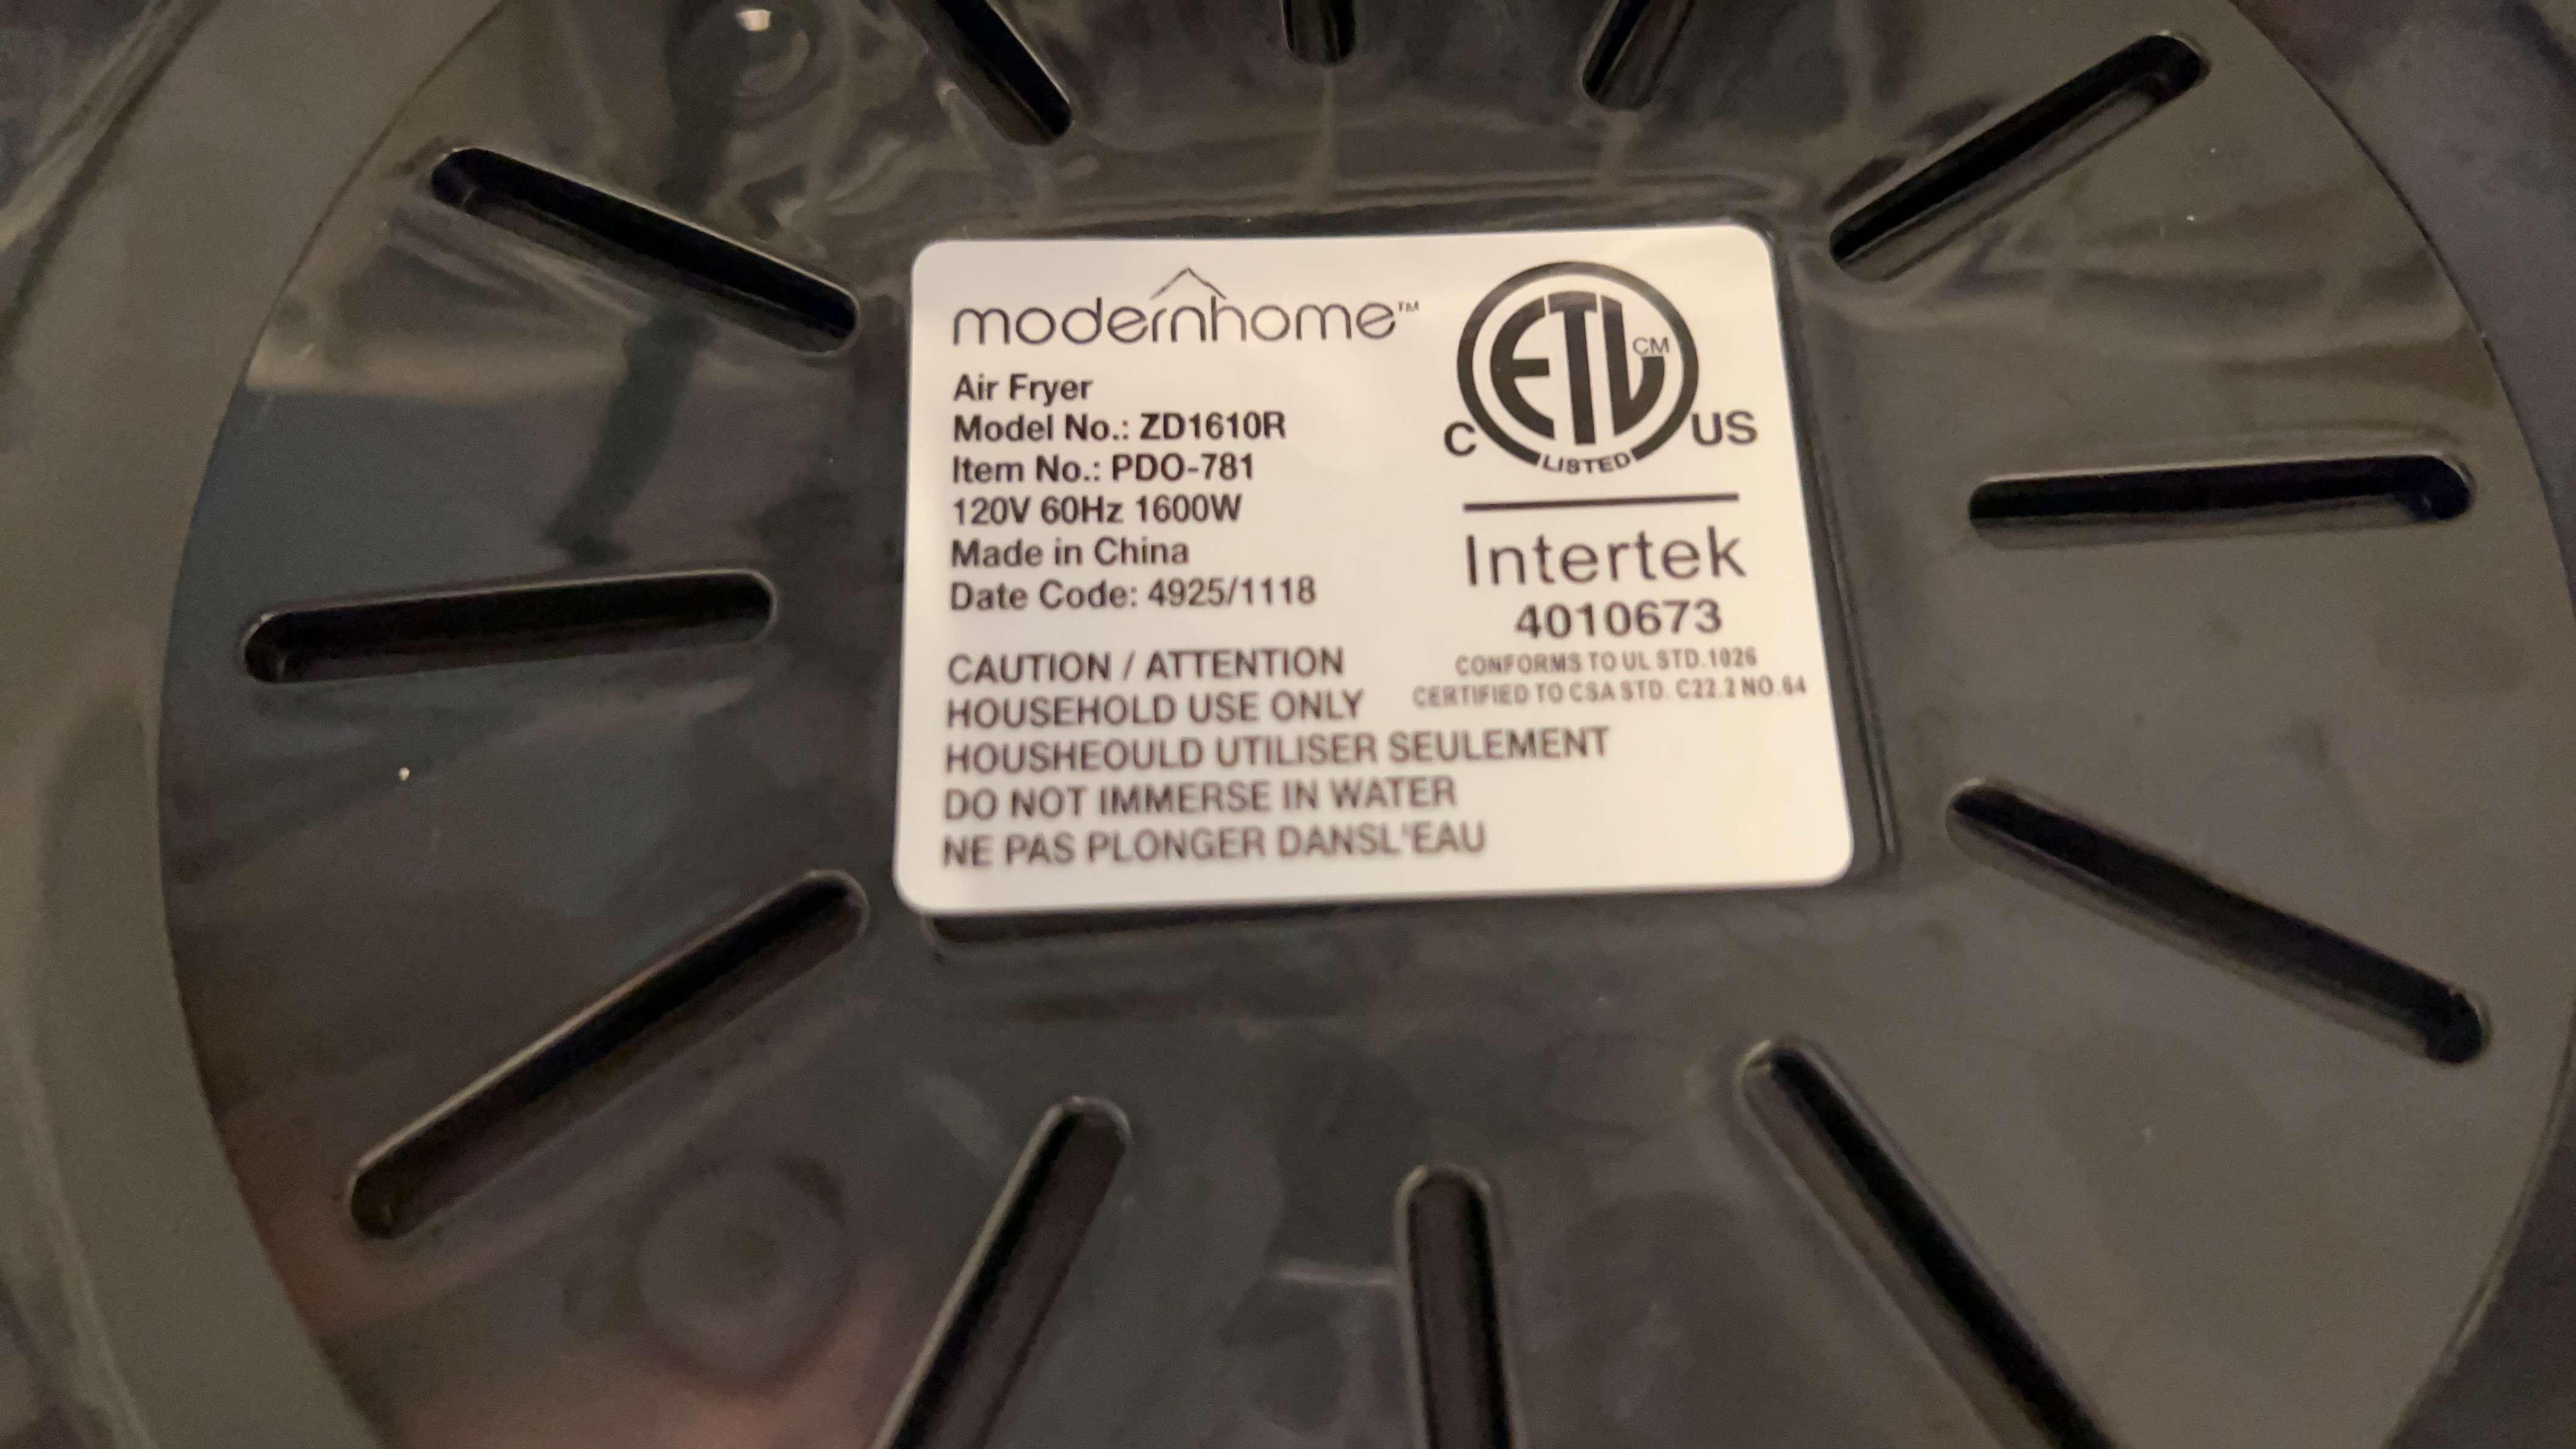 modernhome™
Air Fryer
Model No.: ZD1610R
Item No.: PDO-781
120V 60Hz 1600W
Made in China
Date Code: 4925/1118
CAUTION / ATTENTION
HOUSEHOLD USE ONLY
HOUSHEOULD UTILISER SEULEMENT
DO NOT IMMERSE IN WATER
NE PAS PLONGER DANSL'EAU
ETL CM
C US
LISTED
Intertek
4010673
CONFORMS TO UL STD.1026
CERTIFIED TO CSA STD. C22.2 NO.64